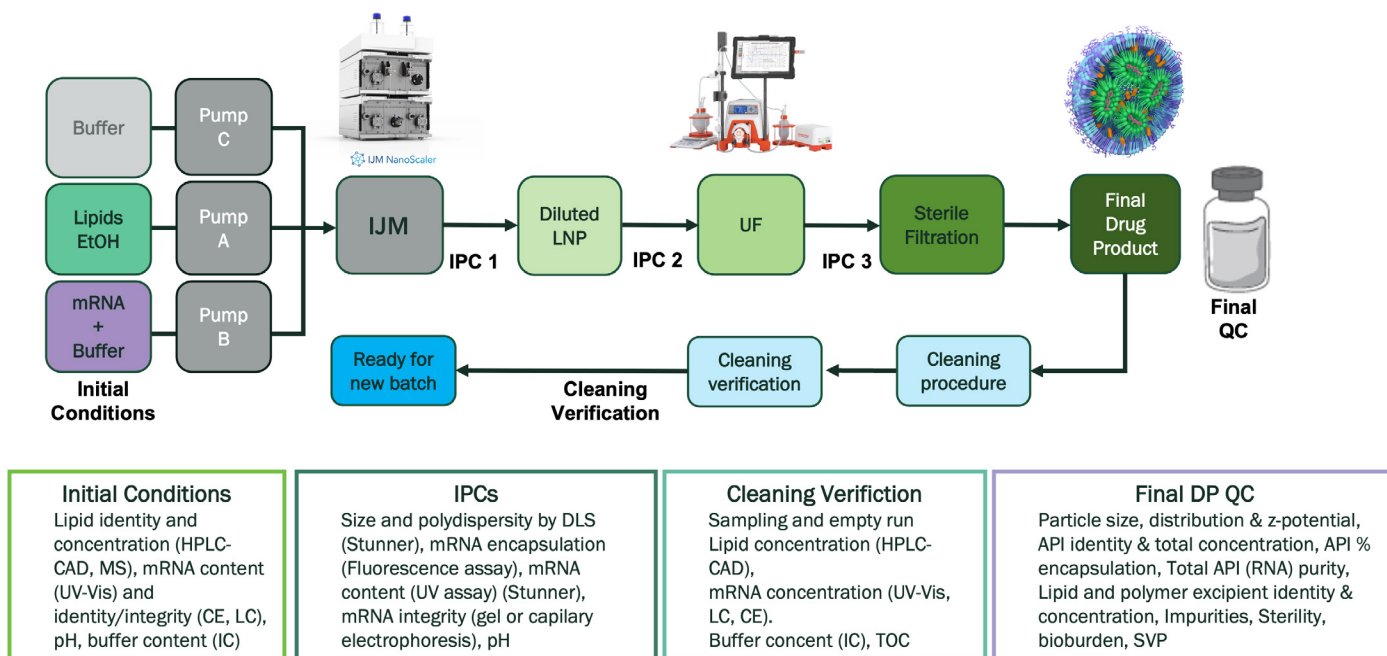 Buffer
Pump
C
IJM NanoScaler
Lipids
EtOH
Pump
A
IJM
IPC 1
Diluted
LNP
IPC 2
UF
IPC 3
Sterile
Filtration
Final
Drug
Product
mRNA
+
Buffer
Pump
B
Final
QC
Initial
Conditions
Ready for
new batch
Cleaning
Verification
Cleaning
verification
Cleaning
procedure
Initial Conditions
Lipid identity and
concentration (HPLC-
CAD, MS), mRNA content
(UV-Vis) and
identity/integrity (CE, LC),
pH, buffer content (IC)
IPCs
Size and polydispersity by DLS
(Stunner), mRNA encapsulation
(Fluorescence assay), mRNA
content (UV assay) (Stunner),
mRNA integrity (gel or capilary
electrophoresis), pH
Cleaning Verifiction
Sampling and empty run
Lipid concentration (HPLC-
CAD),
mRNA concentration (UV-Vis,
LC, CE).
Buffer concent (IC), TOC
Final DP QC
Particle size, distribution & z-potential,
API identity & total concentration, API %
encapsulation, Total API (RNA) purity,
Lipid and polymer excipient identity &
concentration, Impurities, Sterility,
bioburden, SVP